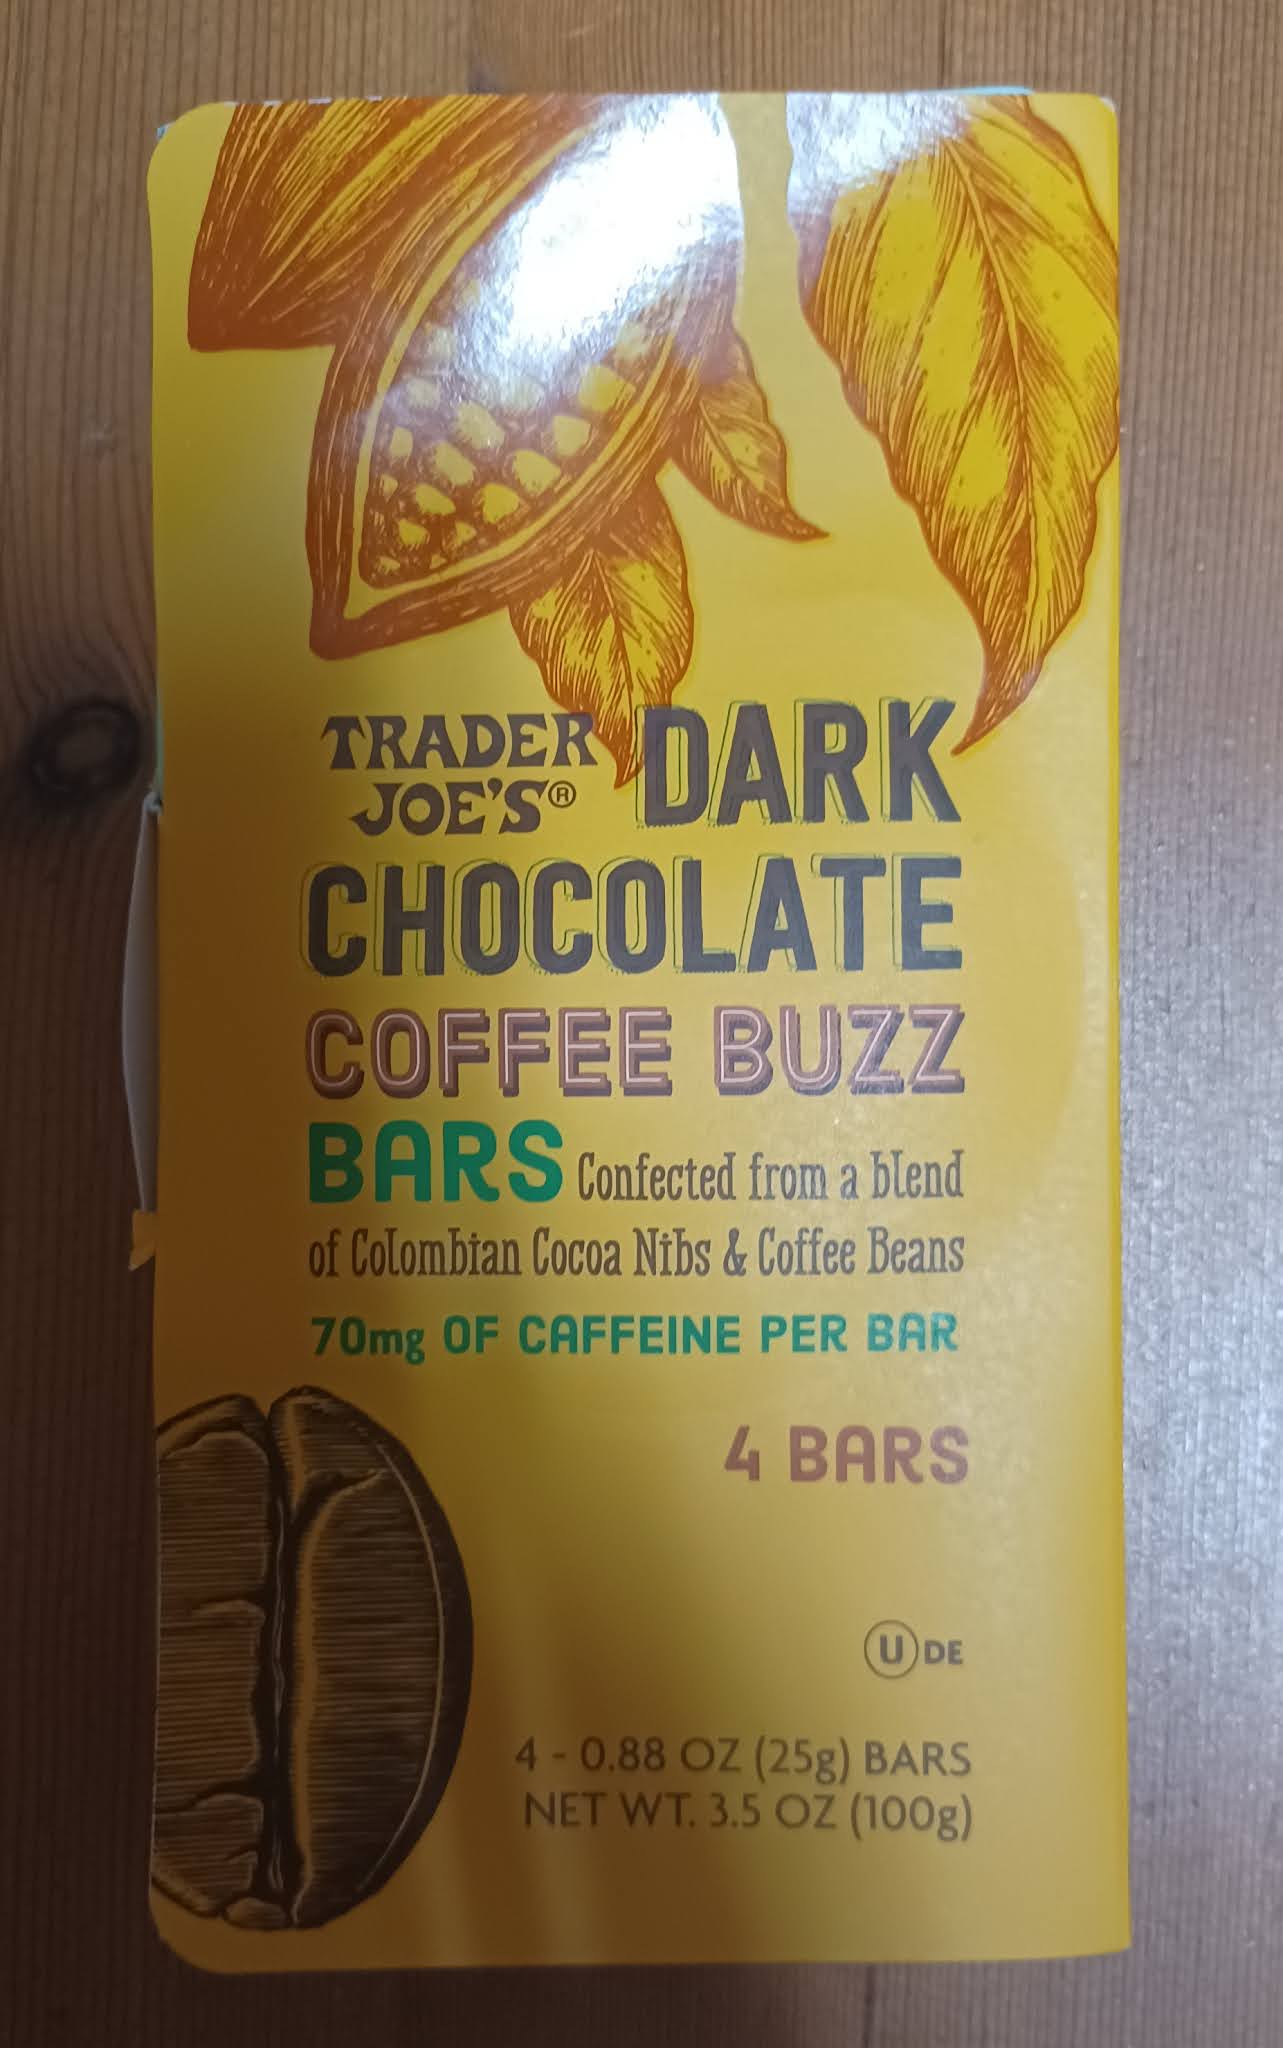 TRADER JOE'S® DARK
CHOCOLATE
COFFEE BUZZ
BARS Confected from a blend
of Colombian Cocoa Nibs & Coffee Beans
70mg OF CAFFEINE PER BAR
4 BARS
U DE
4 - 0.88 OZ (25g) BARS
NET WT. 3.5 OZ (100g)